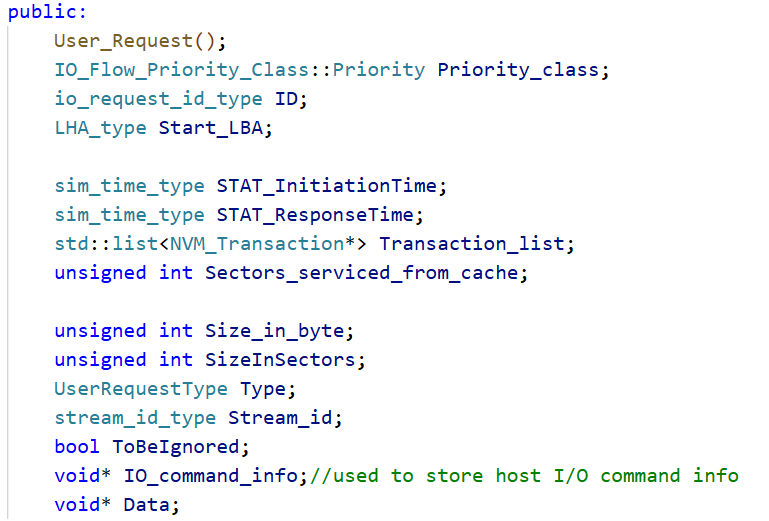 public:
User_Request();
IO_Flow_Priority_Class::Priority Priority_class;
io_request_id_type ID;
LHA_type Start_LBA;
sim_time_type STAT_InitiationTime;
sim_time_type STAT_ResponseTime;
std::list<NVM_Transaction*> Transaction_list;
unsigned int Sectors_serviced_from_cache;
unsigned int Size_in_byte;
unsigned int SizeInSectors;
UserRequestType Type;
stream_id_type Stream_id;
bool ToBeIgnored;
void* IO_command_info;//used to store host I/O command info
void* Data;